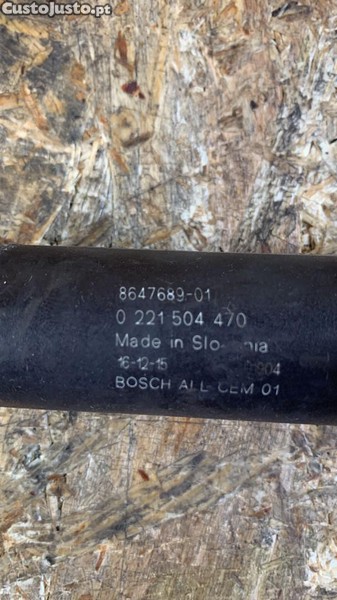 CustoJusto.pt
8647689-01
0 221 504 470
Made in
16-12-15
BOSCH ALL-CEM 01